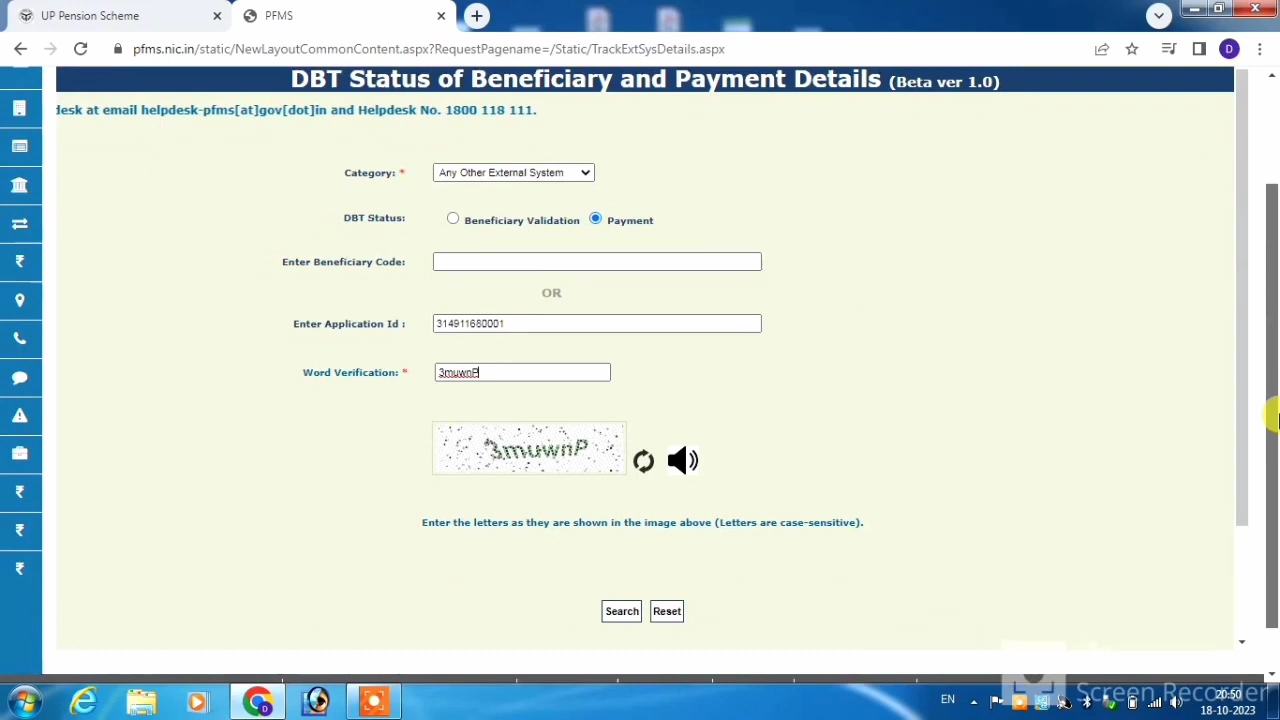 UP Pension Scheme
PFMS
pfms.nic.in/static/NewLayoutCommonContent.aspx?RequestPagename=/Static/TrackExtSysDetails.aspx
D
DBT Status of Beneficiary and Payment Details (Beta ver 1.0)
desk at email helpdesk-pfms[at]gov[dot]in and Helpdesk No. 1800 118 111.
Category: * Any Other External System
DBT Status: Beneficiary Validation Payment
Enter Beneficiary Code:
OR
Enter Application Id : 314911680001
Word Verification: * 3muwnP
3muwnP
Enter the letters as they are shown in the image above (Letters are case-sensitive).
Search Reset
Screen Recorder
EN 20:50
18-10-2023